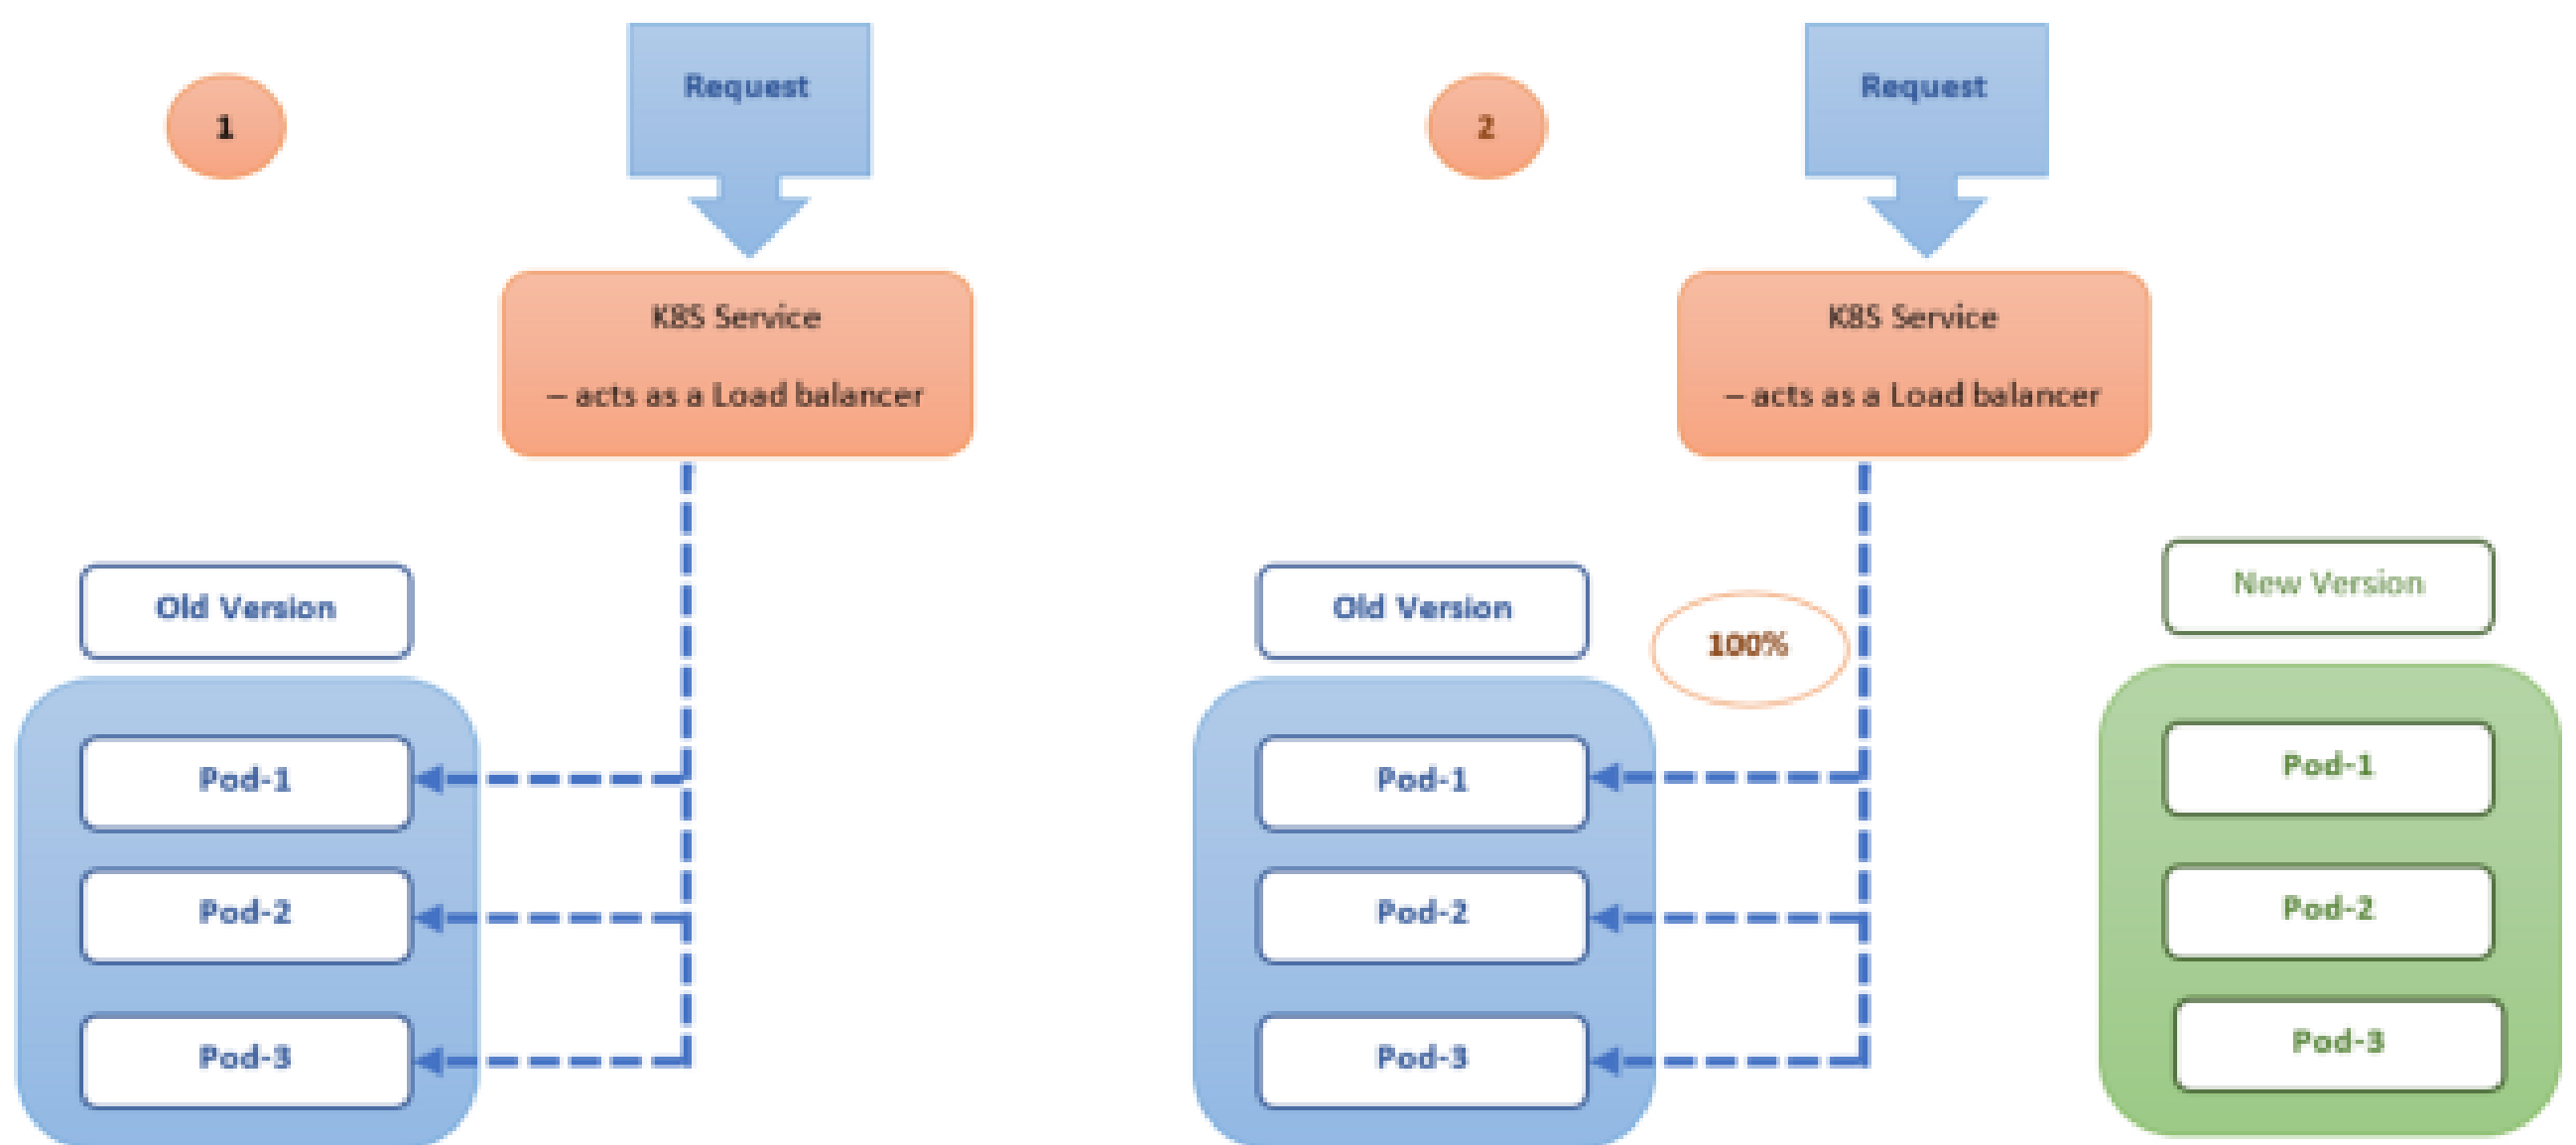 1
Request
K8S Service
– acts as a Load balancer
Old Version
Pod-1
Pod-2
Pod-3
2
Request
K8S Service
– acts as a Load balancer
Old Version
100%
New Version
Pod-1
Pod-2
Pod-3
Pod-1
Pod-2
Pod-3